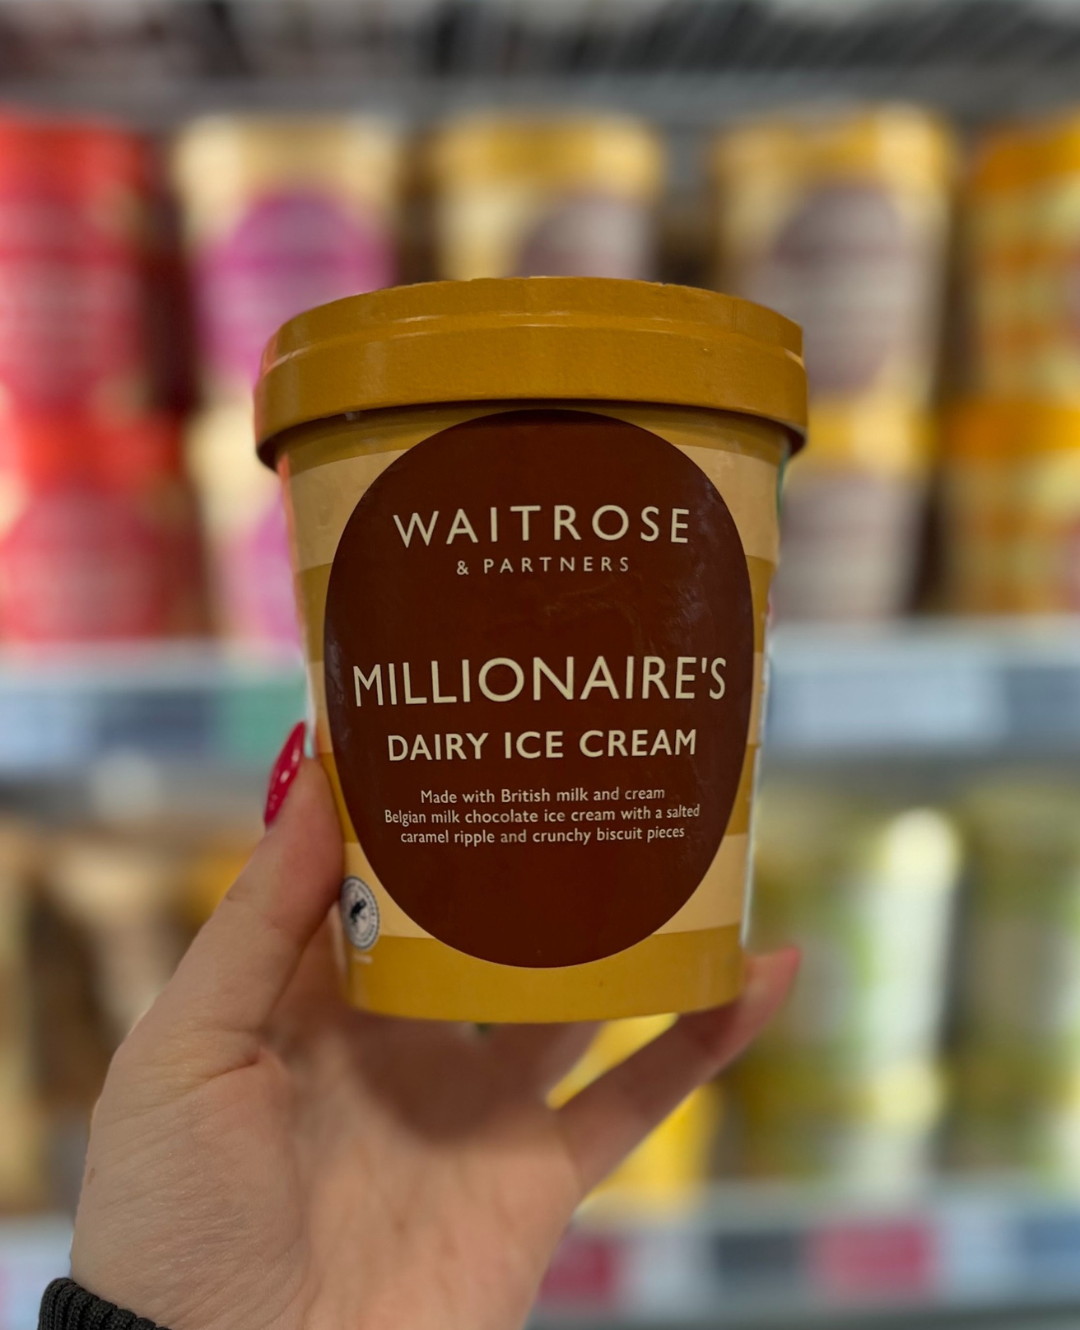 WAITROSE
& PARTNERS
MILLIONAIRE'S
DAIRY ICE CREAM
Made with British milk and cream
Belgian milk chocolate ice cream with a salted
caramel ripple and crunchy biscuit pieces